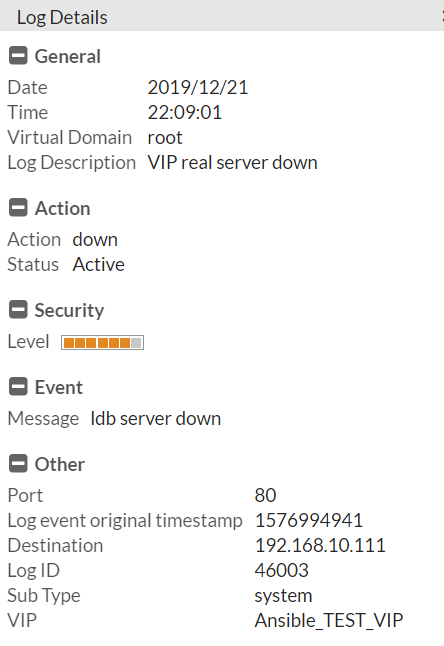 Log Details
General
Date 2019/12/21
Time 22:09:01
Virtual Domain root
Log Description VIP real server down
Action
Action down
Status Active
Security
Level
Event
Message ldb server down
Other
Port 80
Log event original timestamp 1576994941
Destination 192.168.10.111
Log ID 46003
Sub Type system
VIP Ansible_TEST_VIP